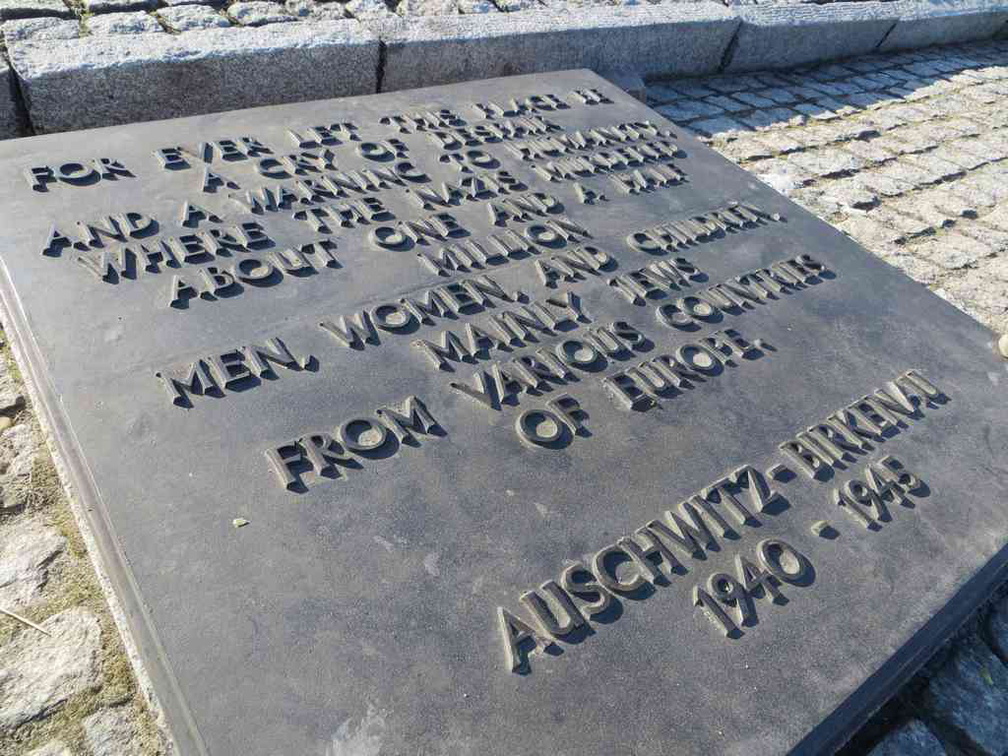 FOR EVER LET THIS PLACE BE
A CRY OF DESPAIR
AND A WARNING TO HUMANITY,
WHERE THE NAZIS MURDERED
ABOUT ONE AND A HALF
MILLION
MEN, WOMEN, AND CHILDREN,
MAINLY JEWS
FROM VARIOUS COUNTRIES
OF EUROPE.
AUSCHWITZ-BIRKENAU
1940 - 1945